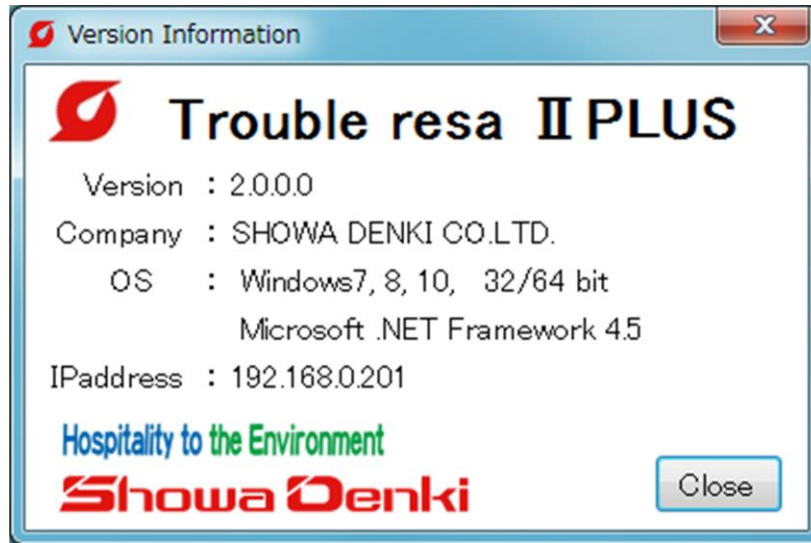 Version Information
Trouble resa Ⅱ PLUS
Version : 2.0.0.0
Company : SHOWA DENKI CO.LTD.
OS : Windows7, 8, 10, 32/64 bit
Microsoft .NET Framework 4.5
IPaddress : 192.168.0.201
Hospitality to the Environment
Showa Denki
Close